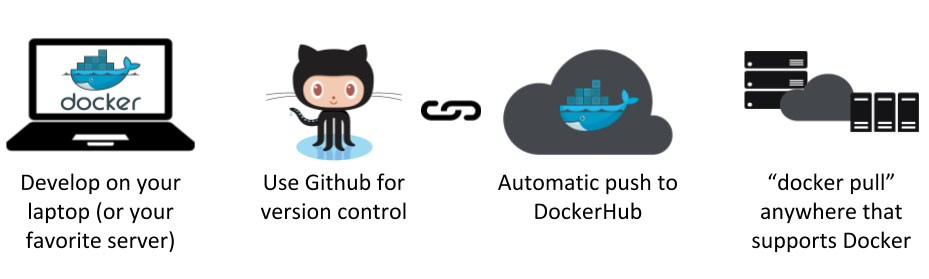 docker
Develop on your
laptop (or your
favorite server)
Use Github for
version control
Automatic push to
DockerHub
“docker pull”
anywhere that
supports Docker